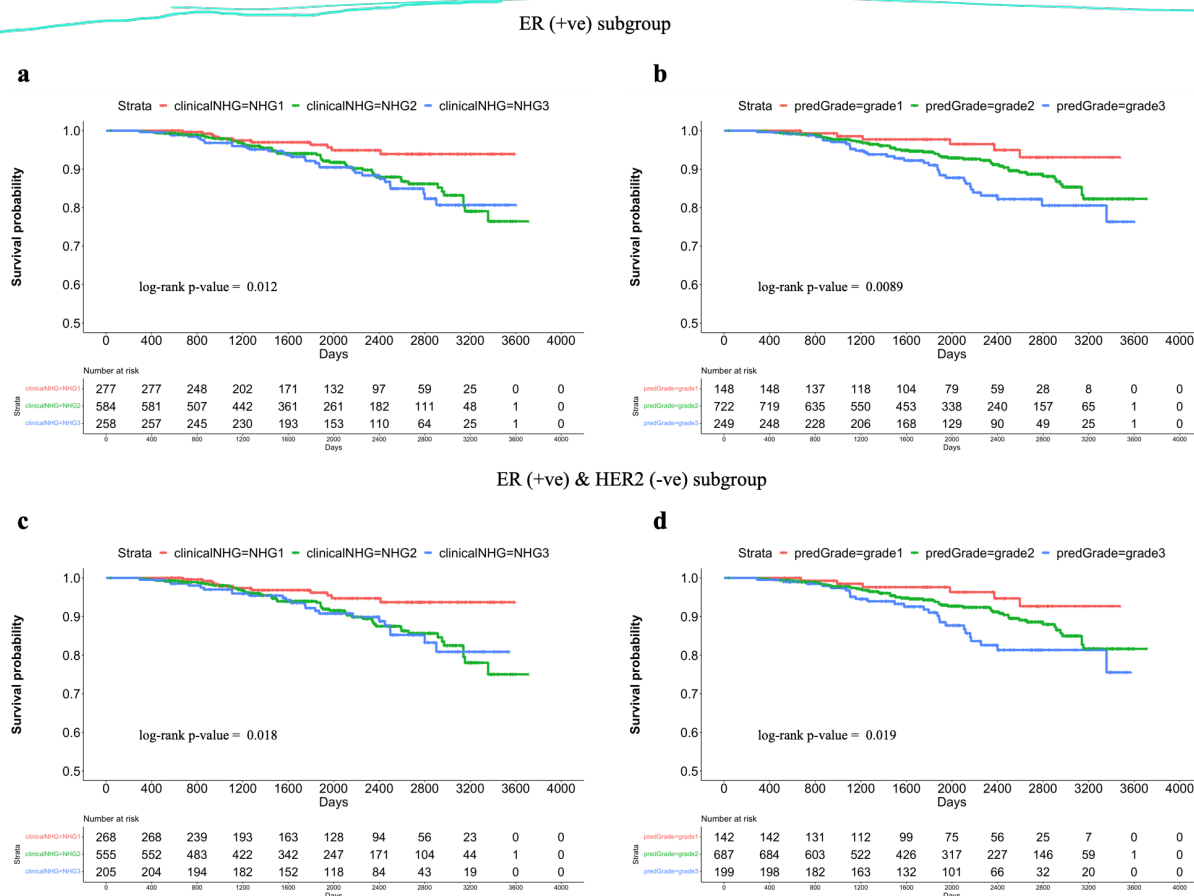 ER (+ve) subgroup
a
Strata clinicalNHG=NHG1 clinicalNHG=NHG2 clinicalNHG=NHG3
Survival probability
1.0
0.9
0.8
0.7
0.6
0.5
log-rank p-value = 0.012
0 400 800 1200 1600 2000 2400 2800 3200 3600 4000
Days
Number at risk
Strata
clinicalNHG=NHG1 277 277 248 202 171 132 97 59 25 0 0
clinicalNHG=NHG2 584 581 507 442 361 261 182 111 48 1 0
clinicalNHG=NHG3 258 257 245 230 193 153 110 64 25 1 0
0 400 800 1200 1600 2000 2400 2800 3200 3600 4000
Days
b
Strata predGrade=grade1 predGrade=grade2 predGrade=grade3
Survival probability
1.0
0.9
0.8
0.7
0.6
0.5
log-rank p-value = 0.0089
0 400 800 1200 1600 2000 2400 2800 3200 3600 4000
Days
Number at risk
Strata
predGrade=grade1 148 148 137 118 104 79 59 28 8 0 0
predGrade=grade2 722 719 635 550 453 338 240 157 65 1 0
predGrade=grade3 249 248 228 206 168 129 90 49 25 1 0
0 400 800 1200 1600 2000 2400 2800 3200 3600 4000
Days
ER (+ve) & HER2 (-ve) subgroup
c
Strata clinicalNHG=NHG1 clinicalNHG=NHG2 clinicalNHG=NHG3
Survival probability
1.0
0.9
0.8
0.7
0.6
0.5
log-rank p-value = 0.018
0 400 800 1200 1600 2000 2400 2800 3200 3600 4000
Days
Number at risk
Strata
clinicalNHG=NHG1 268 268 239 193 163 128 94 56 23 0 0
clinicalNHG=NHG2 555 552 483 422 342 247 171 104 44 1 0
clinicalNHG=NHG3 205 204 194 182 152 118 84 43 19 0 0
0 400 800 1200 1600 2000 2400 2800 3200 3600 4000
Days
d
Strata predGrade=grade1 predGrade=grade2 predGrade=grade3
Survival probability
1.0
0.9
0.8
0.7
0.6
0.5
log-rank p-value = 0.019
0 400 800 1200 1600 2000 2400 2800 3200 3600 4000
Days
Number at risk
Strata
predGrade=grade1 142 142 131 112 99 75 56 25 7 0 0
predGrade=grade2 687 684 603 522 426 317 227 146 59 1 0
predGrade=grade3 199 198 182 163 132 101 66 32 20 0 0
0 400 800 1200 1600 2000 2400 2800 3200 3600 4000
Days